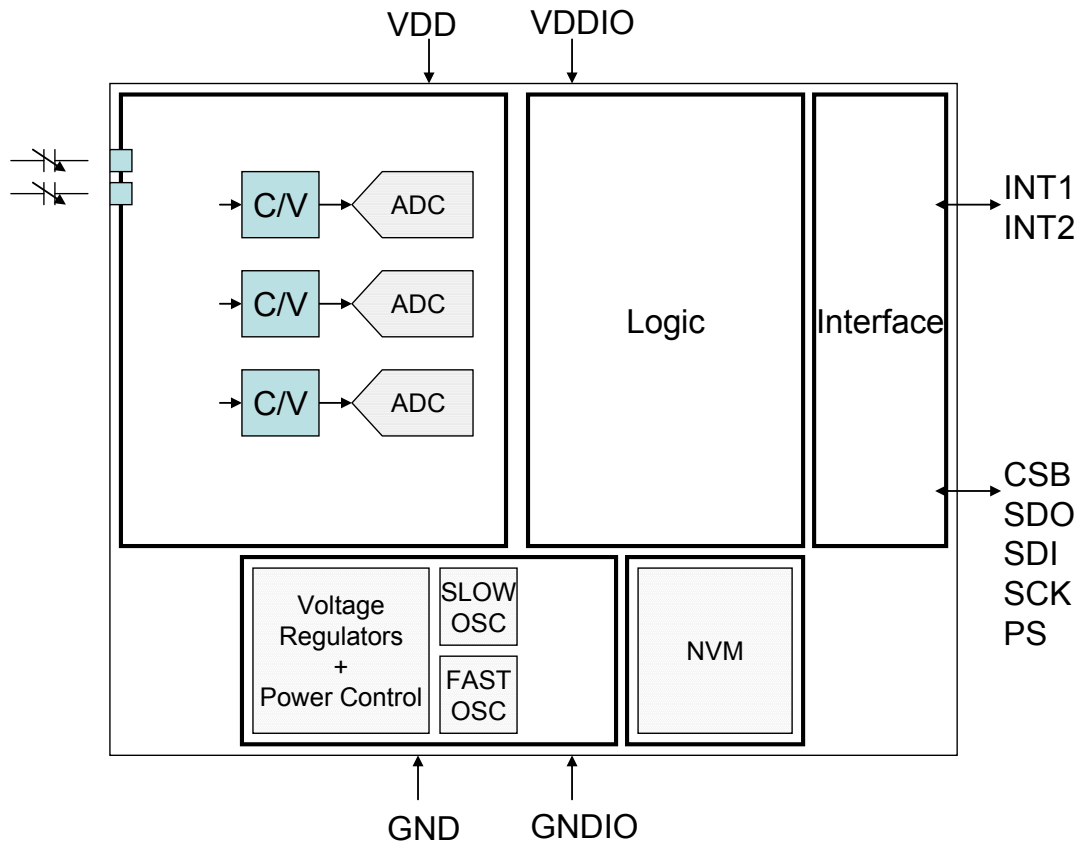 VDD
VDDIO
C/V
ADC
C/V
ADC
C/V
ADC
Logic
Interface
INT1
INT2
CSB
SDO
SDI
SCK
PS
Voltage
Regulators
+
Power Control
SLOW
OSC
FAST
OSC
NVM
GND
GNDIO